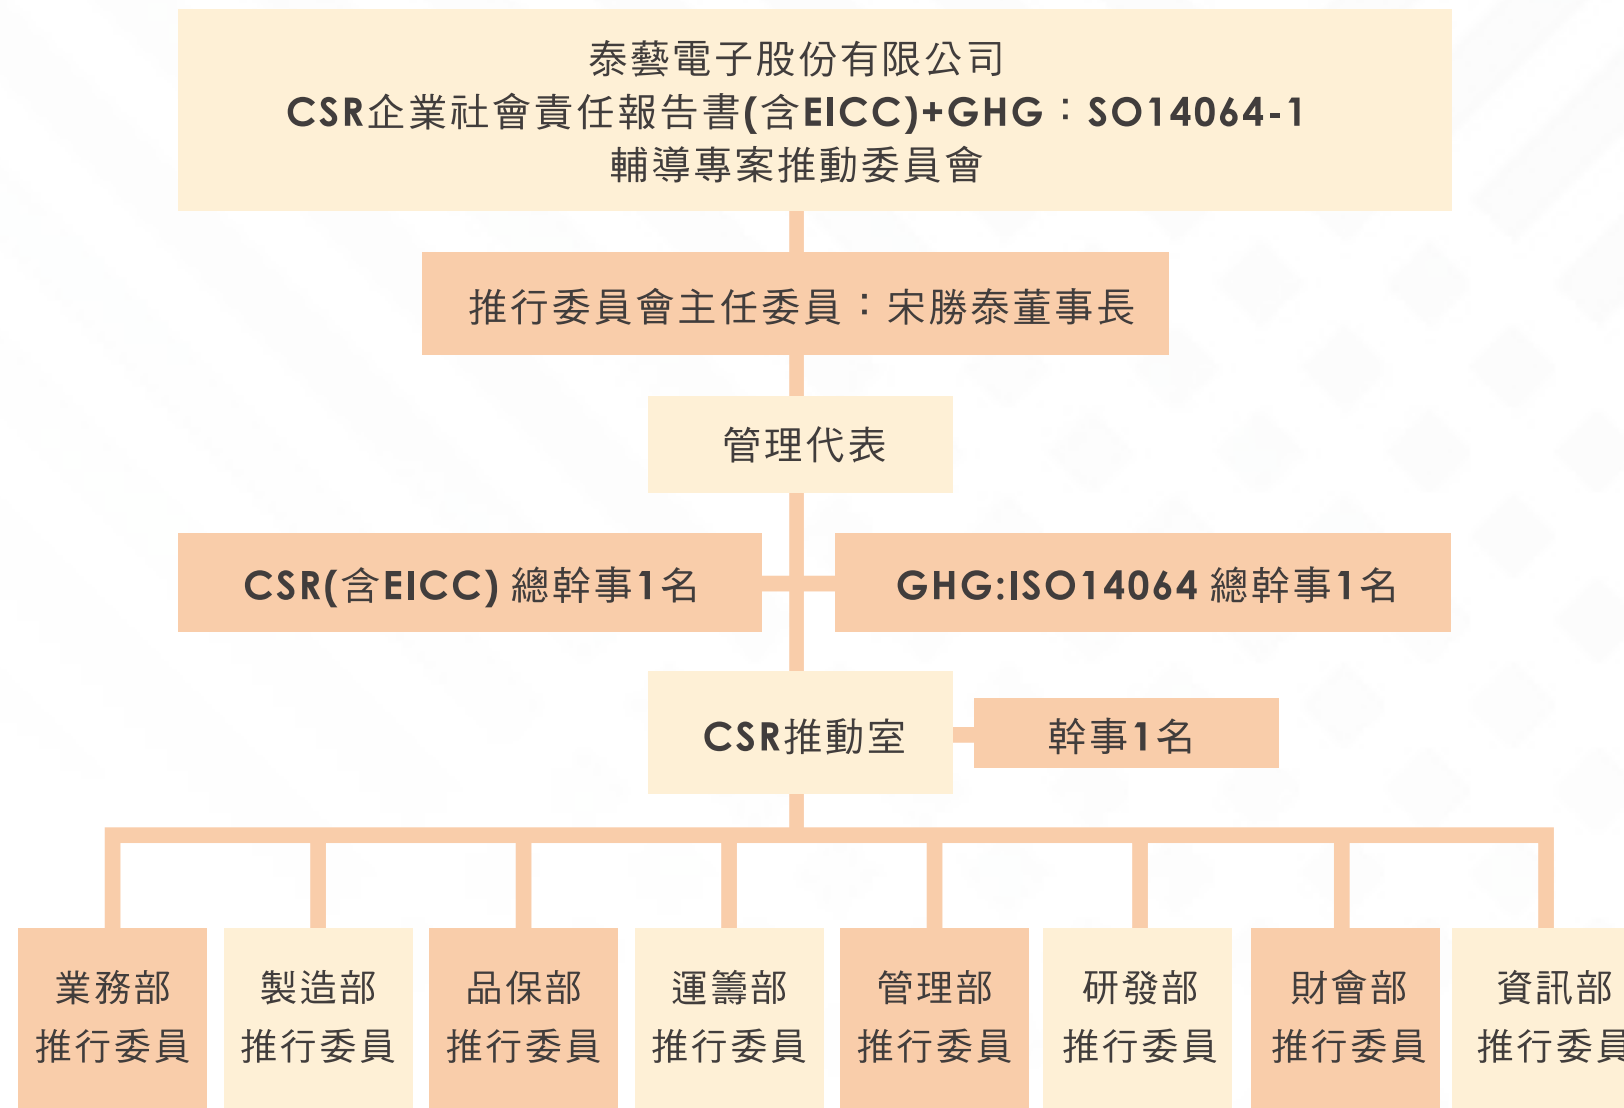 泰藝電子股份有限公司
CSR企業社會責任報告書(含EICC)+GHG：SO14064-1
輔導專案推動委員會
推行委員會主任委員：宋勝泰董事長
管理代表
CSR(含EICC) 總幹事1名
GHG:ISO14064 總幹事1名
CSR推動室
幹事1名
業務部
推行委員
製造部
推行委員
品保部
推行委員
運籌部
推行委員
管理部
推行委員
研發部
推行委員
財會部
推行委員
資訊部
推行委員